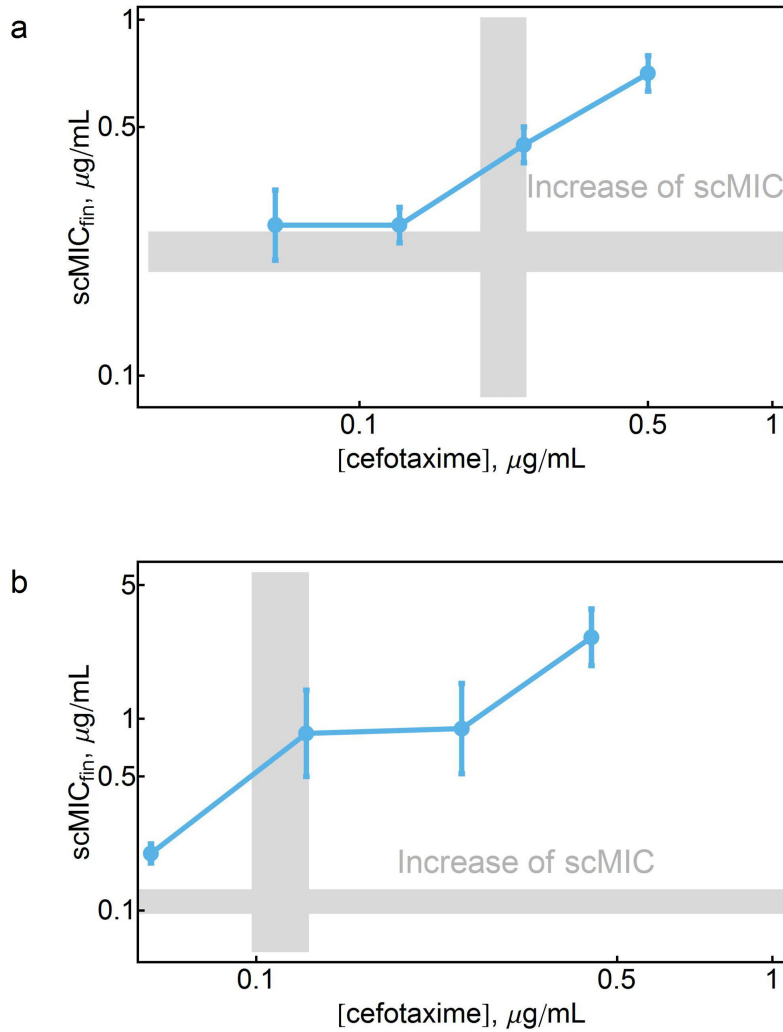 a
scMICfin, μg/mL
1
0.5
0.1
Increase of scMIC
0.1
0.5
1
[cefotaxime], μg/mL
b
scMICfin, μg/mL
5
1
0.5
0.1
Increase of scMIC
0.1
0.5
1
[cefotaxime], μg/mL